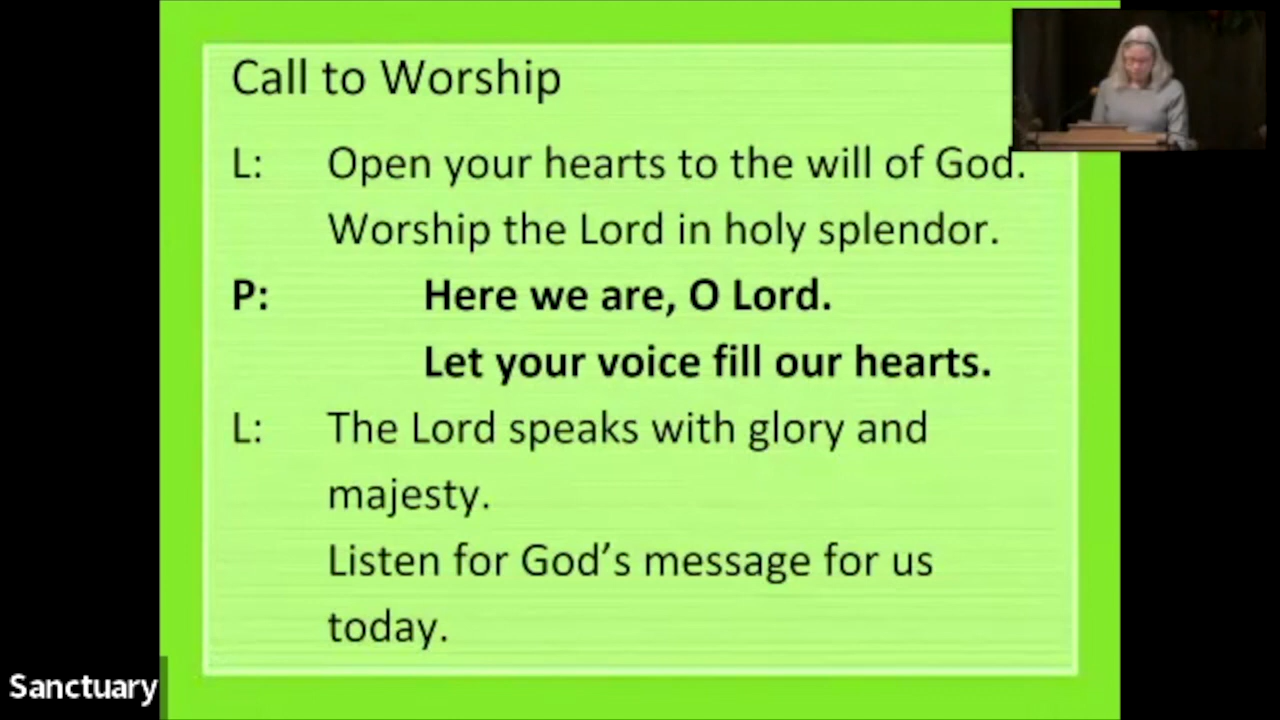 Call to Worship
L: Open your hearts to the will of God.
Worship the Lord in holy splendor.
P: Here we are, O Lord.
Let your voice fill our hearts.
L: The Lord speaks with glory and
majesty.
Listen for God’s message for us
today.
Sanctuary